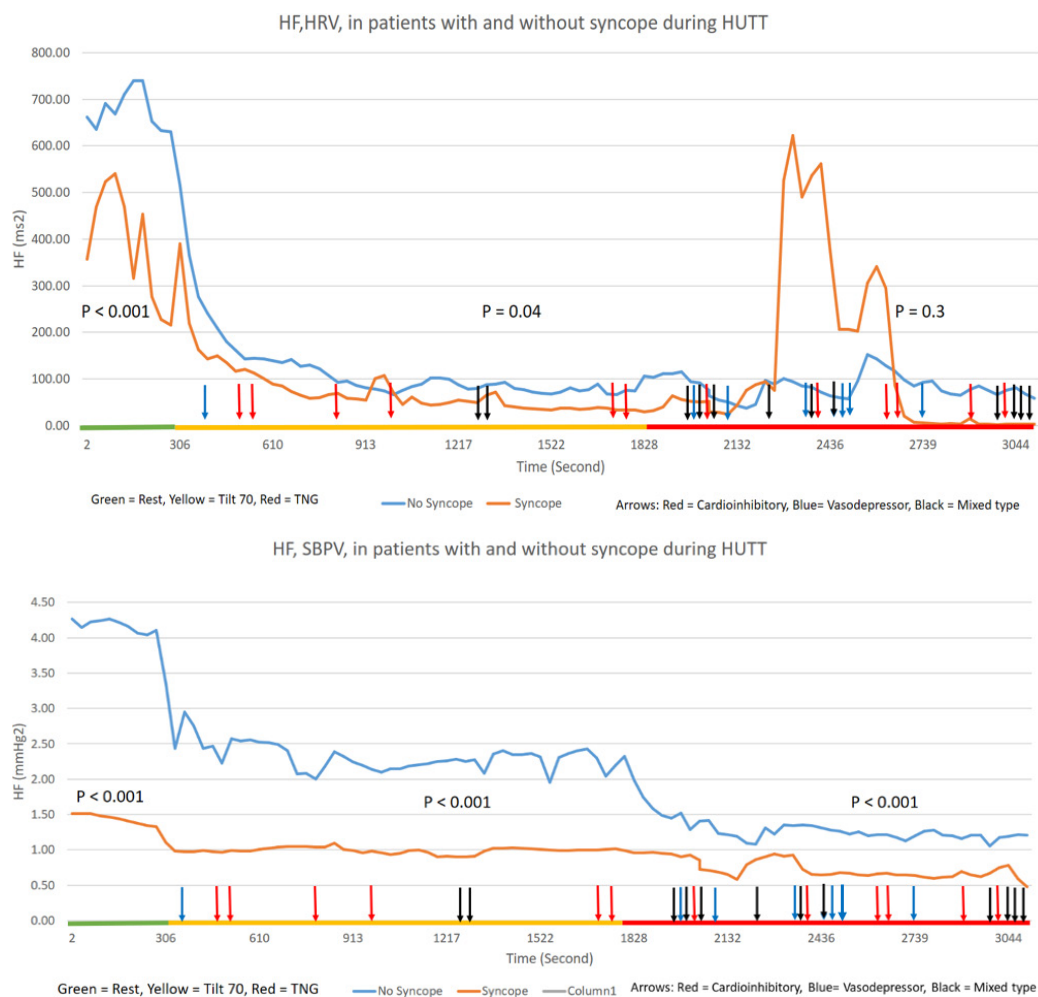 HF,HRV, in patients with and without syncope during HUTT
800.00
700.00
600.00
500.00
400.00
300.00
200.00
100.00
0.00
HF (ms2)
P < 0.001
P = 0.04
P = 0.3
2 306 610 913 1217 1522 1828 2132 2436 2739 3044
Time (Second)
Green = Rest, Yellow = Tilt 70, Red = TNG
No Syncope Syncope
Arrows: Red = Cardioinhibitory, Blue= Vasodepressor, Black = Mixed type
HF, SBPV, in patients with and without syncope during HUTT
4.50
4.00
3.50
3.00
2.50
2.00
1.50
1.00
0.50
0.00
HF (mmHg2)
P < 0.001
P < 0.001
P < 0.001
2 306 610 913 1217 1522 1828 2132 2436 2739 3044
Time (Second)
Green = Rest, Yellow = Tilt 70, Red = TNG
No Syncope Syncope Column1
Arrows: Red = Cardioinhibitory, Blue= Vasodepressor, Black = Mixed type